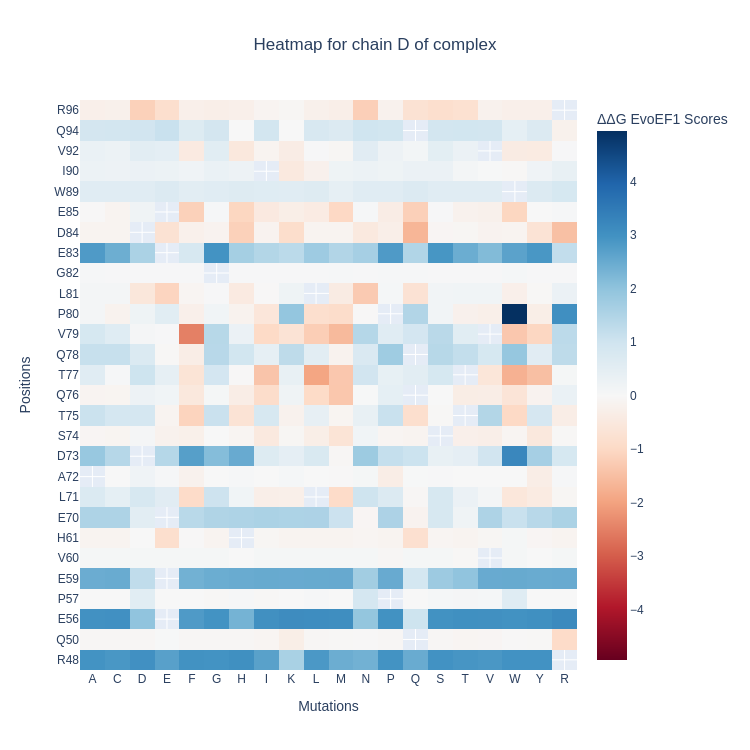 Heatmap for chain D of complex
ΔΔG EvoEF1 Scores
R96
Q94
V92
I90
W89
E85
D84
E83
G82
L81
P80
V79
Q78
T77
Q76
T75
S74
D73
A72
L71
E70
H61
V60
E59
P57
E56
Q50
R48
Positions
A C D E F G H I K L M N P Q S T V W Y R
Mutations
4
3
2
1
0
−1
−2
−3
−4